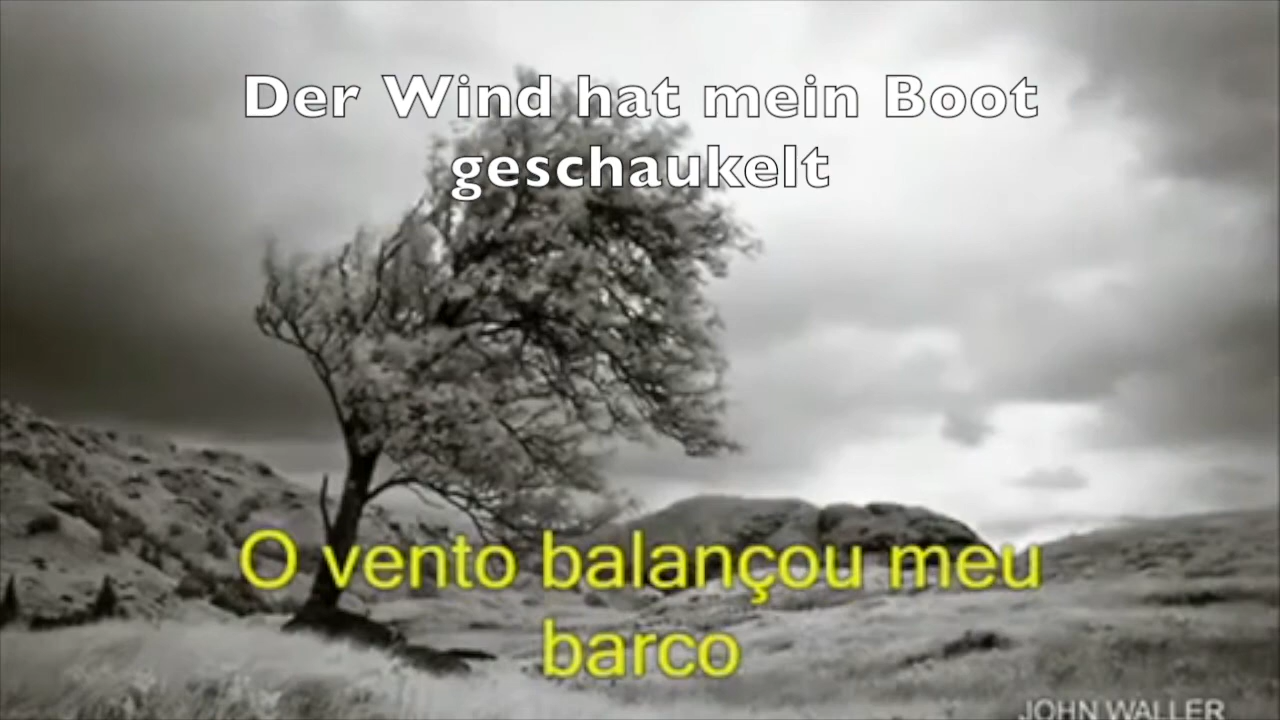 Der Wind hat mein Boot
geschaukelt
O vento balançou meu
barco
JOHN WALLER